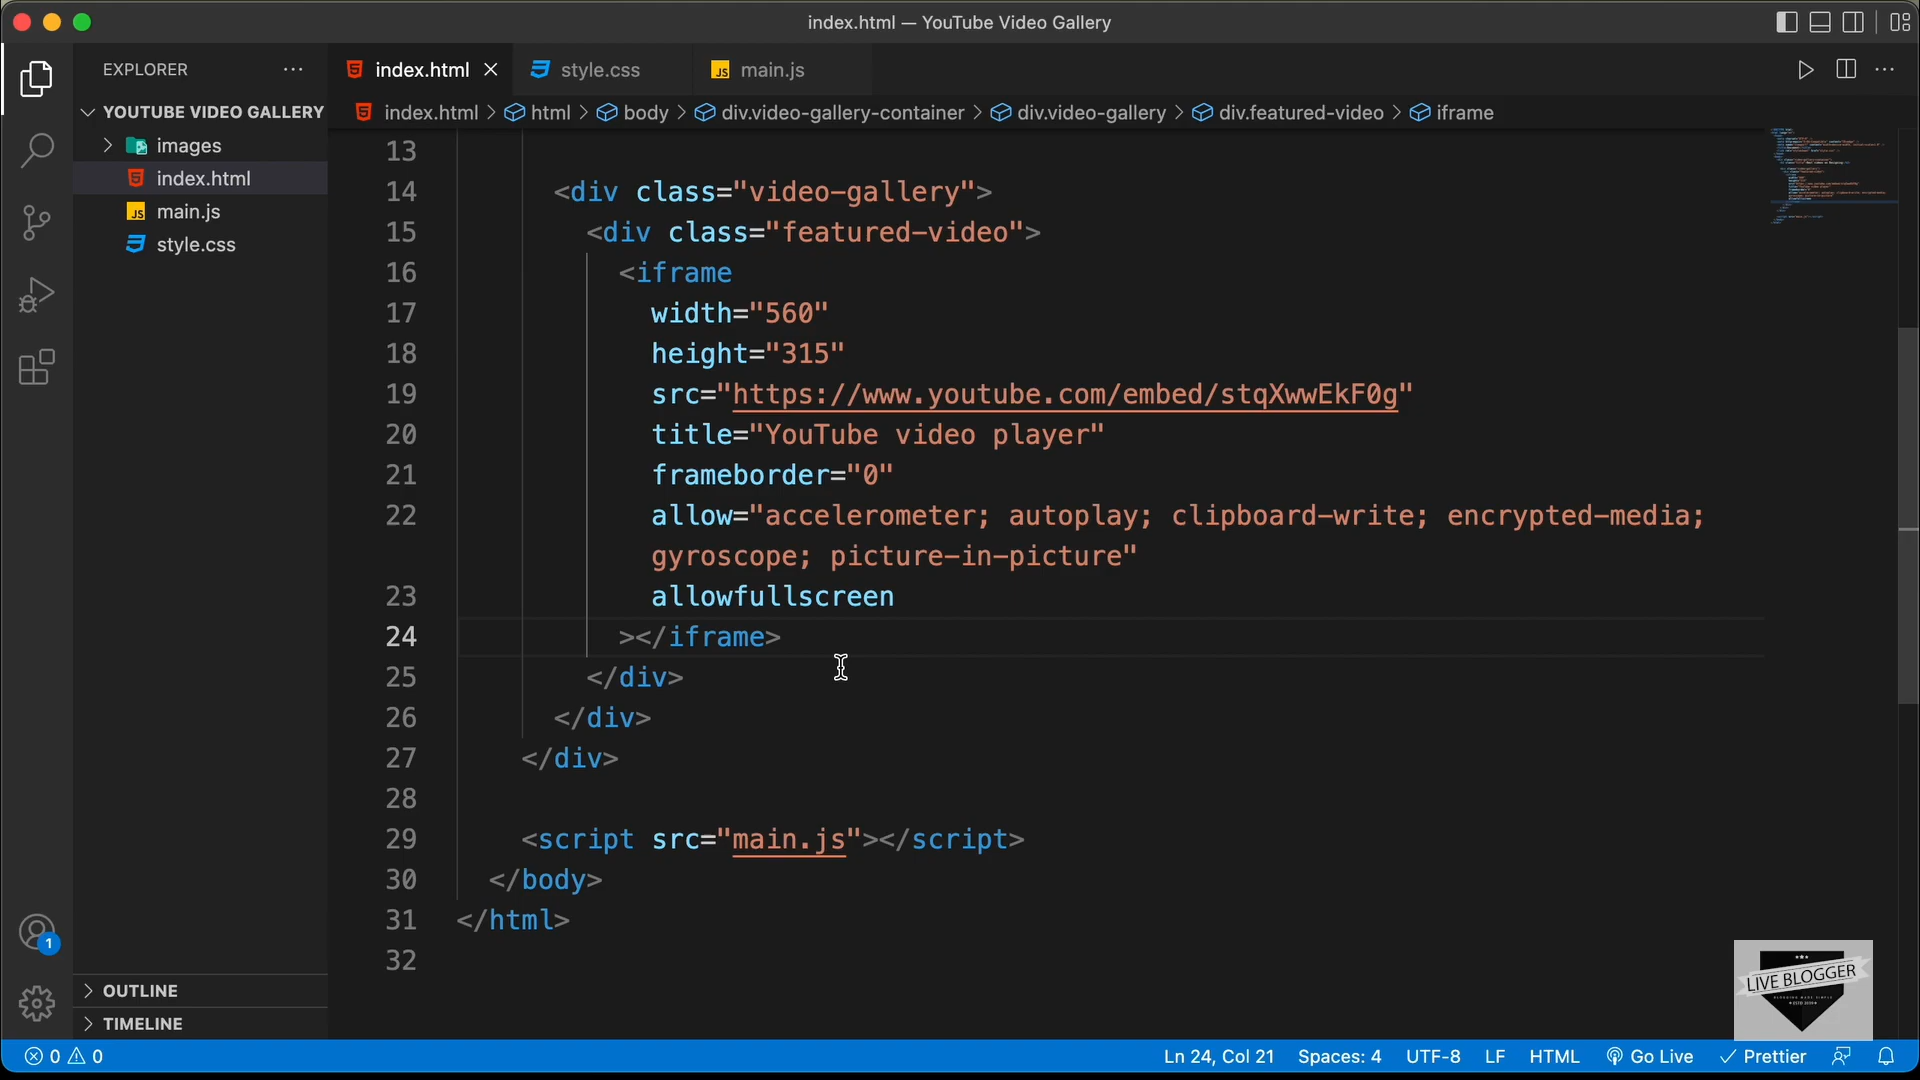 index.html — YouTube Video Gallery
EXPLORER
index.html
style.css
JS main.js
YOUTUBE VIDEO GALLERY
images
index.html
JS main.js
style.css
index.html > html > body > div.video-gallery-container > div.video-gallery > div.featured-video > iframe
13
14 <div class="video-gallery">
15 <div class="featured-video">
16 <iframe
17 width="560"
18 height="315"
19 src="https://www.youtube.com/embed/stqXwwEkF0g"
20 title="YouTube video player"
21 frameborder="0"
22 allow="accelerometer; autoplay; clipboard-write; encrypted-media;
gyroscope; picture-in-picture"
23 allowfullscreen
24 ></iframe>
25 </div>
26 </div>
27 </div>
28
29 <script src="main.js"></script>
30 </body>
31 </html>
32
1
OUTLINE
TIMELINE
LIVE BLOGGER
0 0
Ln 24, Col 21 Spaces: 4 UTF-8 LF HTML Go Live Prettier